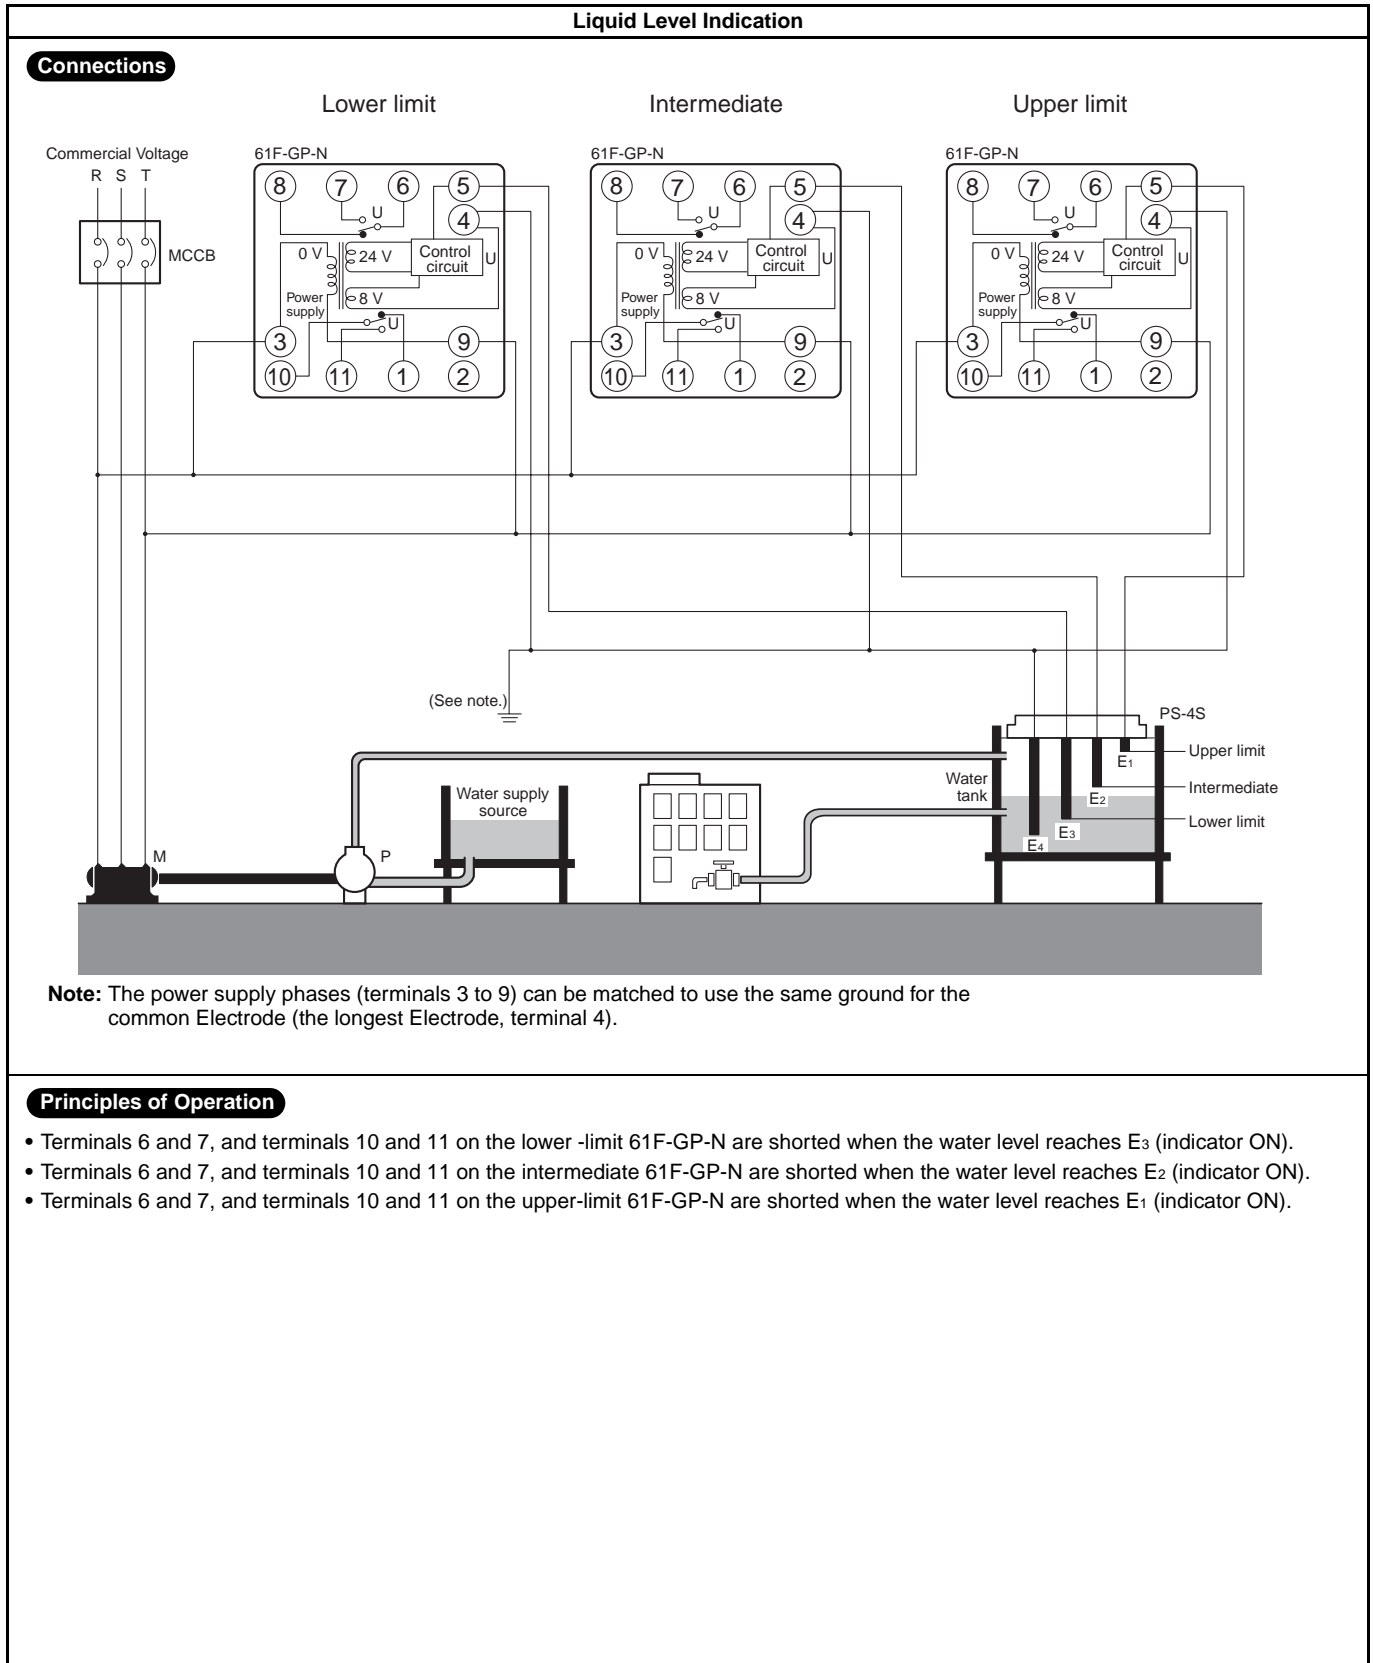 Liquid Level Indication
Connections
Lower limit
Intermediate
Upper limit
Commercial Voltage
R S T
MCCB
61F-GP-N
8 7 6 5
U
4
0 V
24 V
Control
circuit
U
8 V
Power
supply
U
3
9
10 11 1 2
61F-GP-N
8 7 6 5
U
4
0 V
24 V
Control
circuit
U
8 V
Power
supply
U
3
9
10 11 1 2
61F-GP-N
8 7 6 5
U
4
0 V
24 V
Control
circuit
U
8 V
Power
supply
U
3
9
10 11 1 2
(See note.)
PS-4S
Upper limit
E1
Water
tank
Intermediate
E2
Water supply
source
Lower limit
E3
E4
M
P
Note: The power supply phases (terminals 3 to 9) can be matched to use the same ground for the
common Electrode (the longest Electrode, terminal 4).
Principles of Operation
• Terminals 6 and 7, and terminals 10 and 11 on the lower -limit 61F-GP-N are shorted when the water level reaches E3 (indicator ON).
• Terminals 6 and 7, and terminals 10 and 11 on the intermediate 61F-GP-N are shorted when the water level reaches E2 (indicator ON).
• Terminals 6 and 7, and terminals 10 and 11 on the upper-limit 61F-GP-N are shorted when the water level reaches E1 (indicator ON).